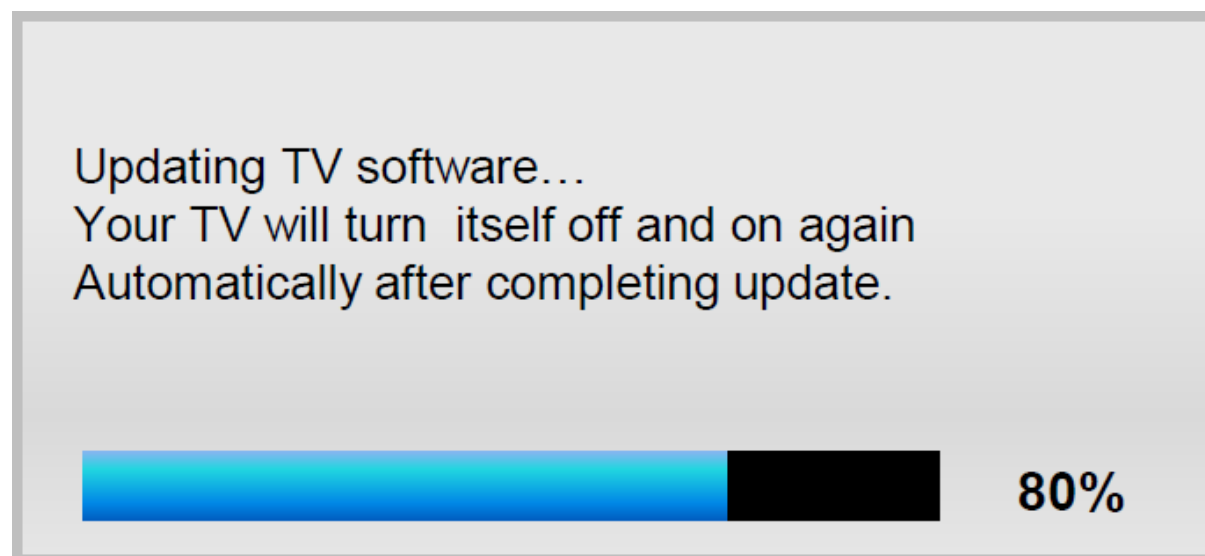 Updating TV software…
Your TV will turn  itself off and on again
Automatically after completing update.
80%